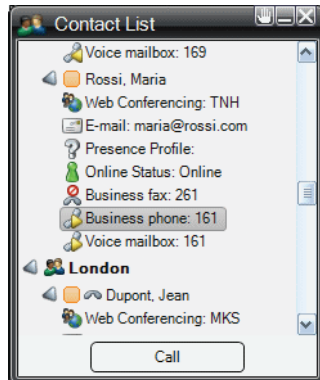 Contact List
Voice mailbox: 169
Rossi, Maria
Web Conferencing: TNH
E-mail: maria@rossi.com
Presence Profile:
Online Status: Online
Business fax: 261
Business phone: 161
Voice mailbox: 161
London
Dupont, Jean
Web Conferencing: MKS
Call